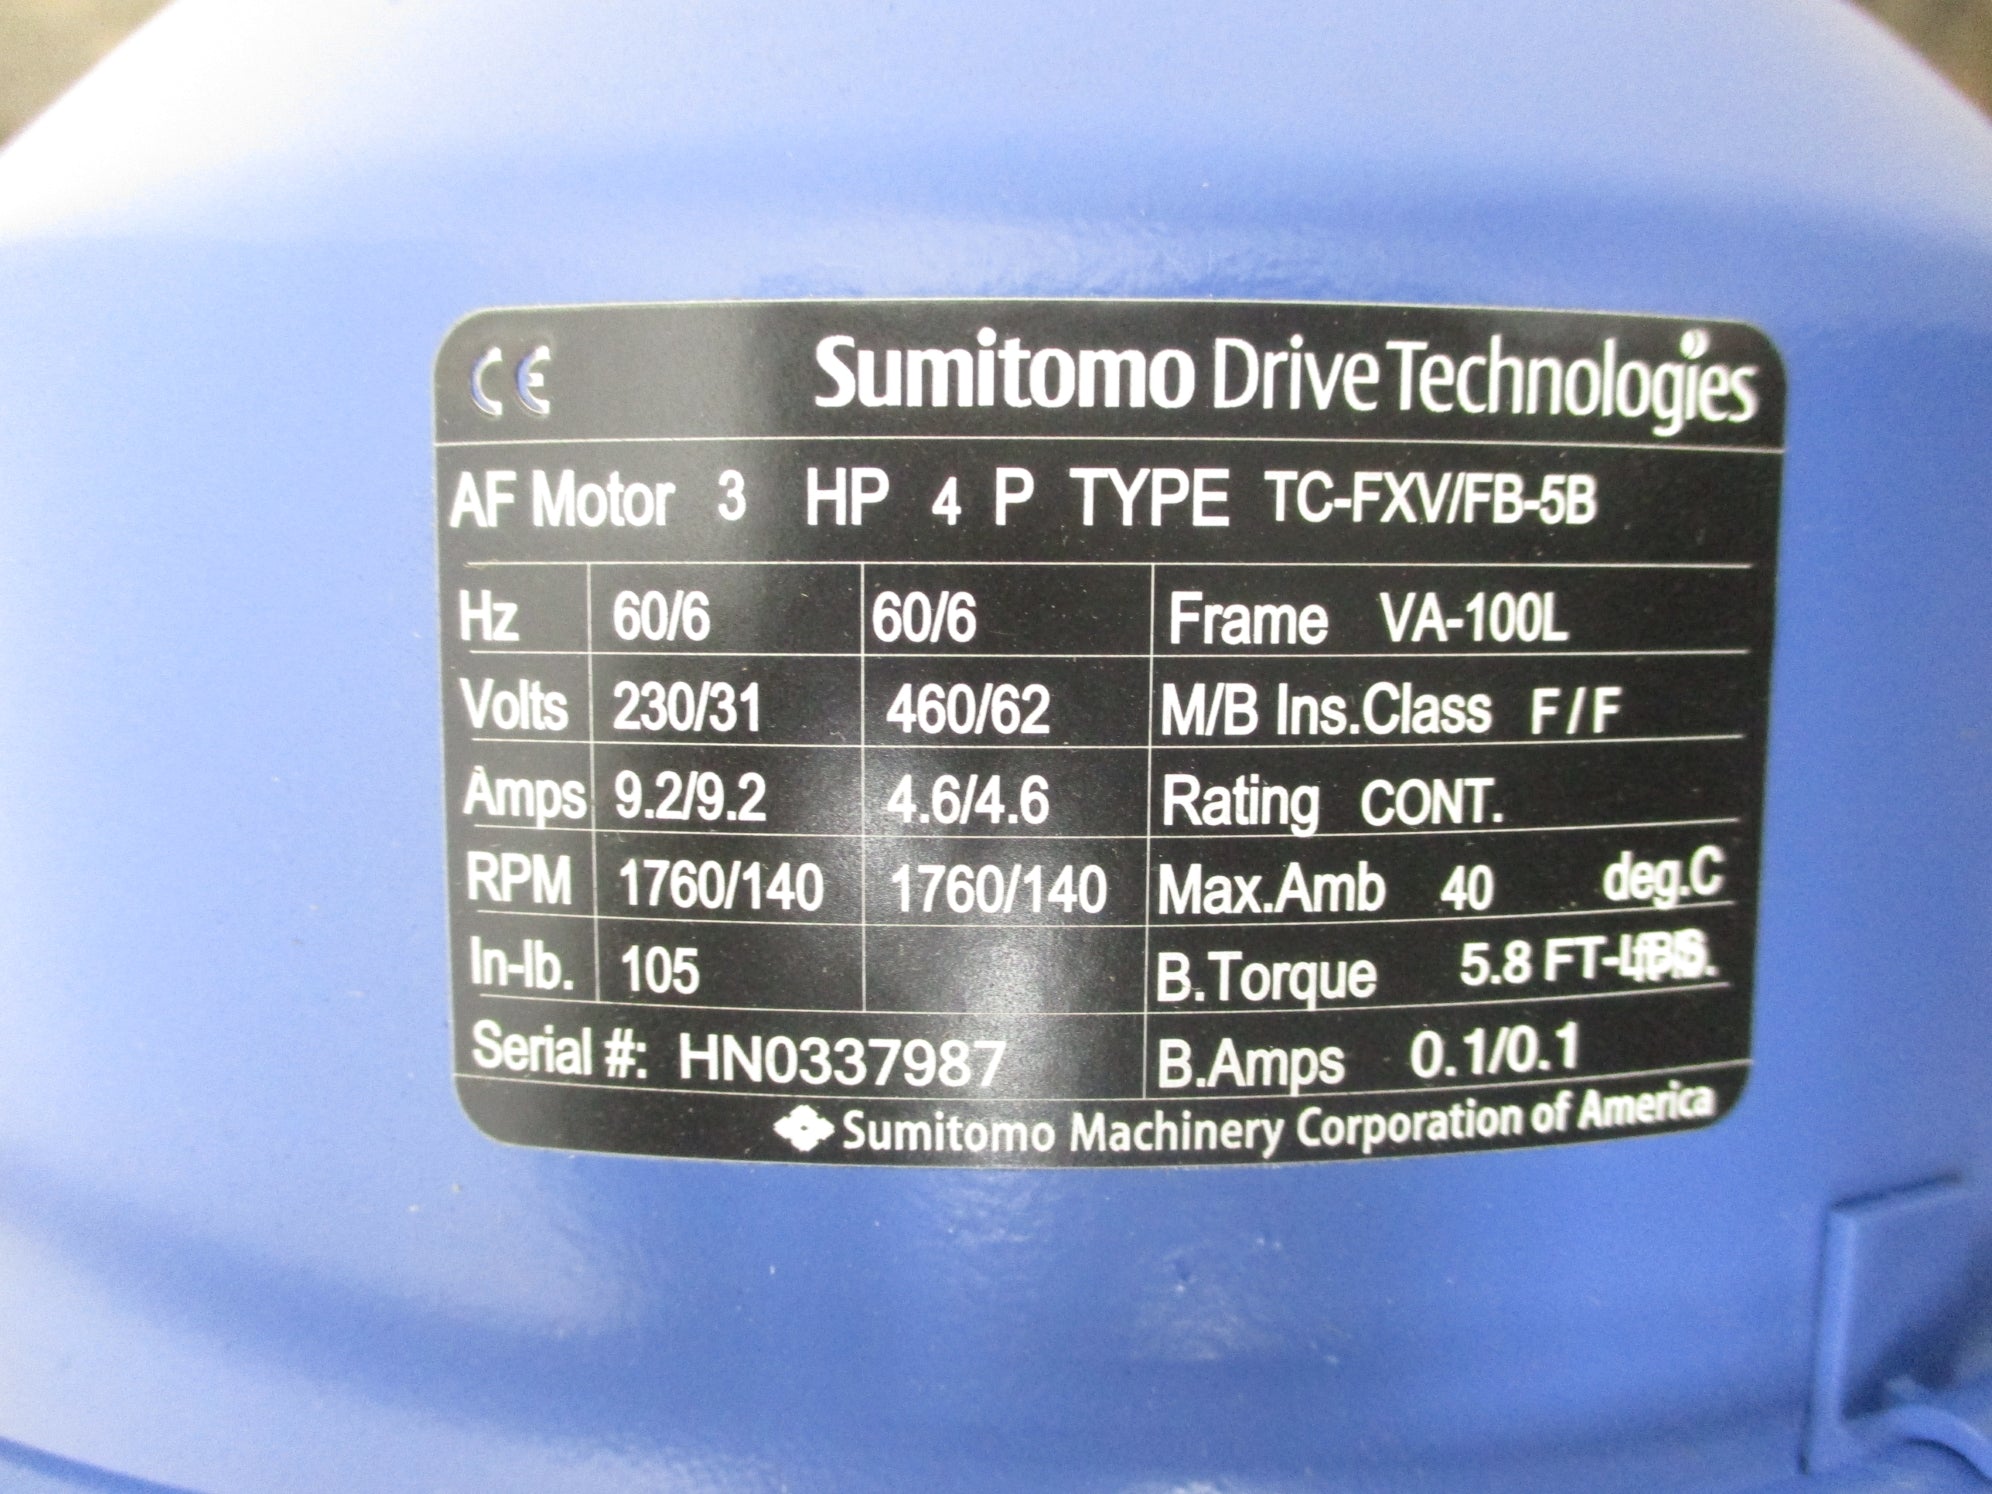 CE Sumitomo Drive Technologies
AF Motor 3 HP 4 P TYPE TC-FXV//FB-5B
Hz 60/6 60/6 Frame VA-100L
Volts 230/31 460/62 M/B Ins.Class F/F
Amps 9.2/9.2 4.6/4.6 Rating CONT.
RPM 1760/140 1760/140 Max.Amb 40 deg.C
In-lb. 105 B.Torque 5.8
Serial #: HN0337987 B.Amps 0.1/0.1
Sumitomo Machinery Corporation of America